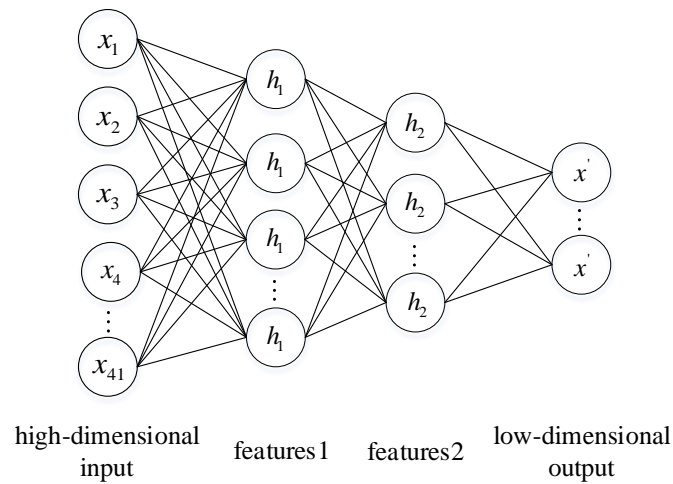 x₁
x₂
x₃
x₄
x₄₁
h₁
h₁
h₁
h₁
h₂
h₂
h₂
x'
x'
high-dimensional
input
features1
features2
low-dimensional
output